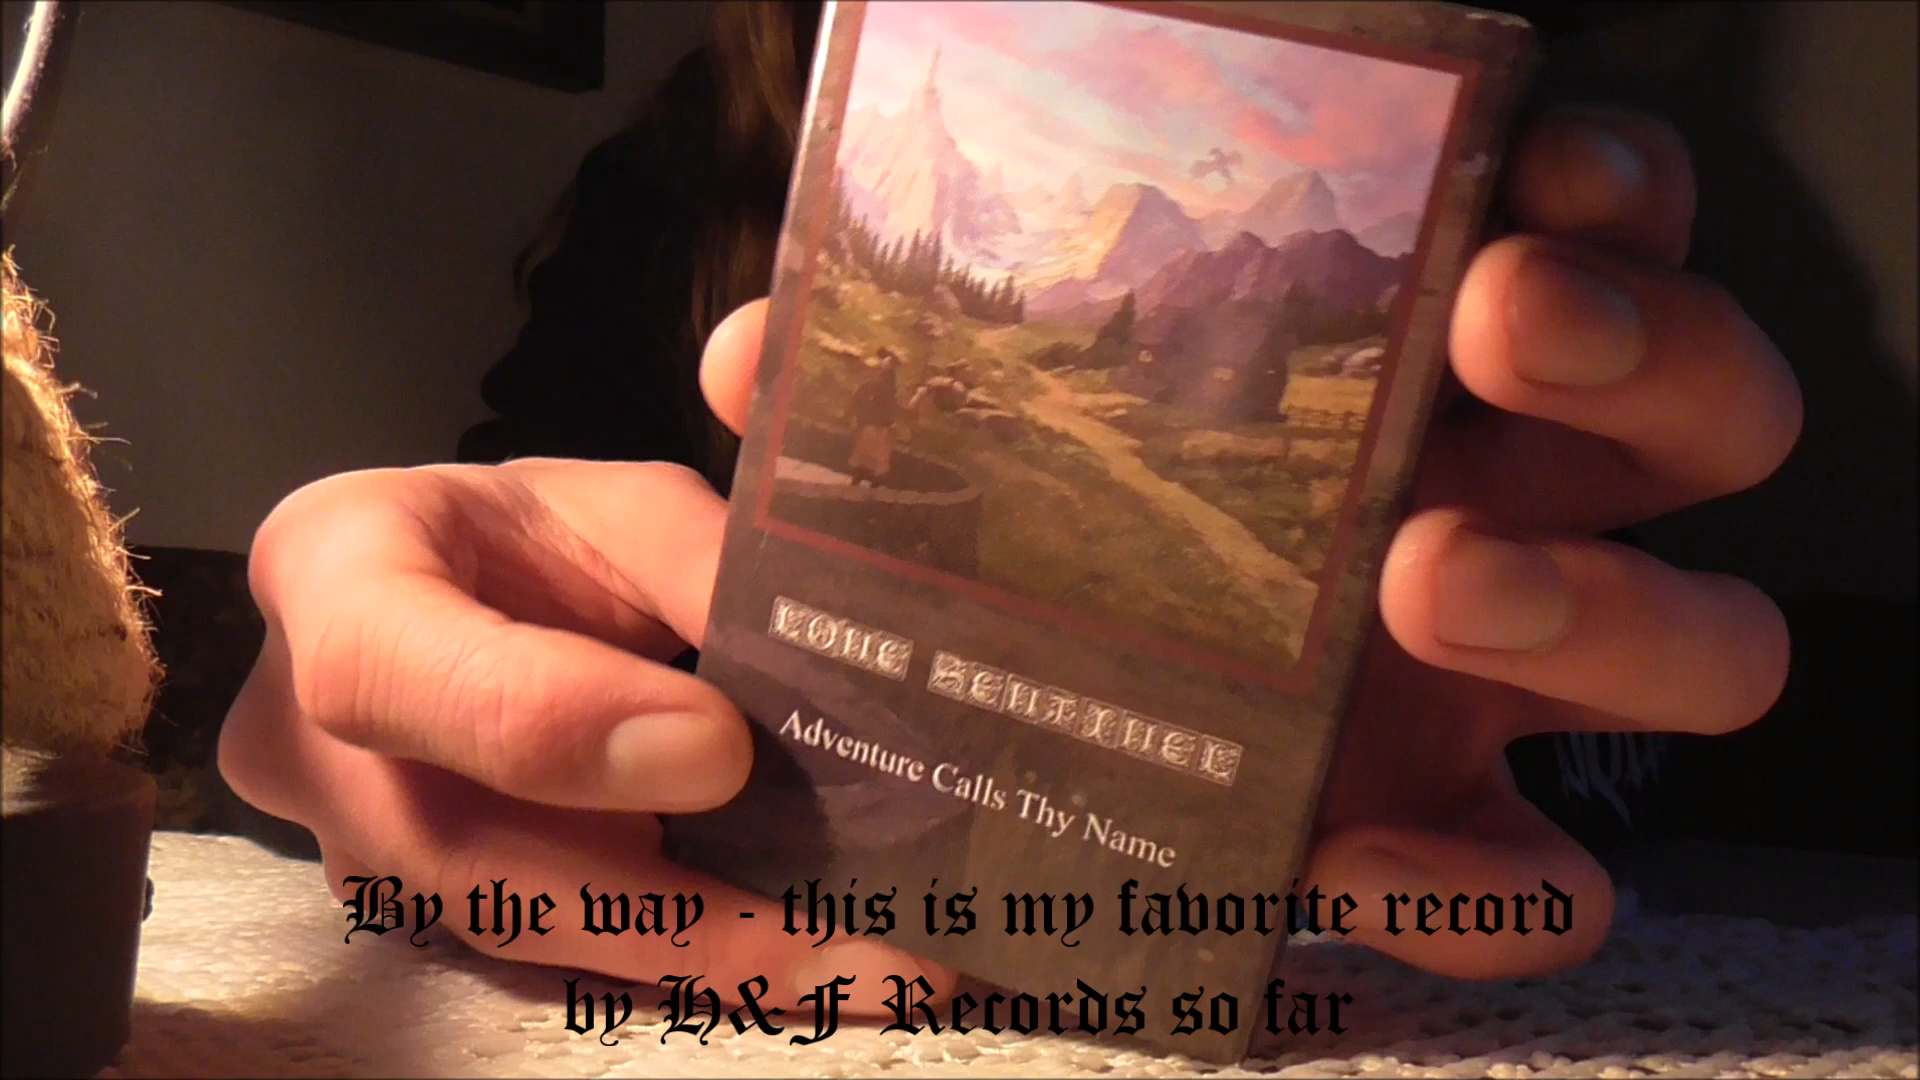 LONE SENTINEL
Adventure Calls Thy Name
By the way - this is my favorite record
by H&F Records so far